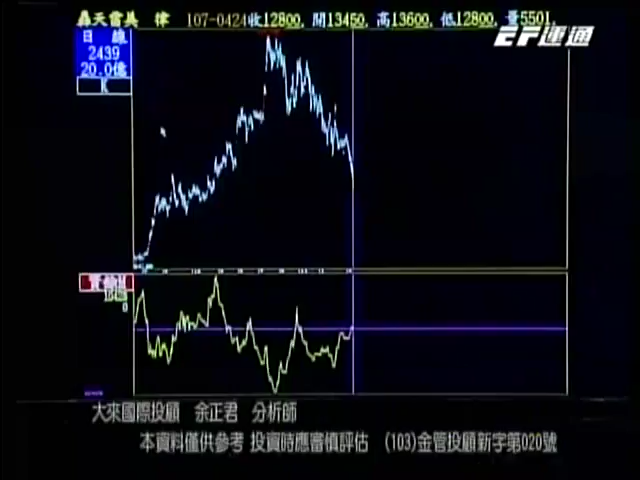 轟天雷美 律 107-0424收12800, 開13450, 高13600, 低12800, 量5501,
EF運通
日 線
2439
20.0億
K
0
大來國際投顧 余正君 分析師
本資料僅供參考 投資時應審慎評估 (103)金管投顧新字第020號